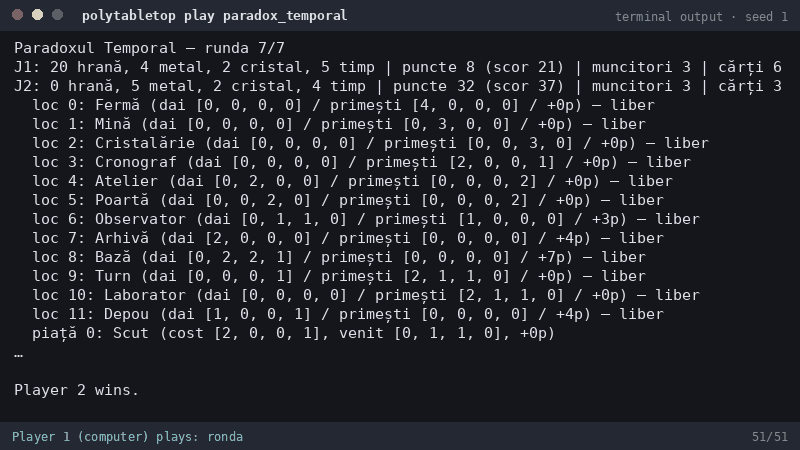 polytabletop play paradox_temporal
terminal output · seed 1
Paradoxul Temporal — runda 7/7
J1: 20 hrană, 4 metal, 2 cristal, 5 timp | puncte 8 (scor 21) | muncitori 3 | cărți 6
J2: 0 hrană, 5 metal, 2 cristal, 4 timp | puncte 32 (scor 37) | muncitori 3 | cărți 3
loc 0: Fermă (dai [0, 0, 0, 0] / primești [4, 0, 0, 0] / +0p) — liber
loc 1: Mină (dai [0, 0, 0, 0] / primești [0, 3, 0, 0] / +0p) — liber
loc 2: Cristalărie (dai [0, 0, 0, 0] / primești [0, 0, 3, 0] / +0p) — liber
loc 3: Cronograf (dai [0, 0, 0, 0] / primești [2, 0, 0, 1] / +0p) — liber
loc 4: Atelier (dai [0, 2, 0, 0] / primești [0, 0, 0, 2] / +0p) — liber
loc 5: Poartă (dai [0, 0, 2, 0] / primești [0, 0, 0, 2] / +0p) — liber
loc 6: Observator (dai [0, 1, 1, 0] / primești [1, 0, 0, 0] / +3p) — liber
loc 7: Arhivă (dai [2, 0, 0, 0] / primești [0, 0, 0, 0] / +4p) — liber
loc 8: Bază (dai [0, 2, 2, 1] / primești [0, 0, 0, 0] / +7p) — liber
loc 9: Turn (dai [0, 0, 0, 1] / primești [2, 1, 1, 0] / +0p) — liber
loc 10: Laborator (dai [0, 0, 0, 0] / primești [2, 1, 1, 0] / +0p) — liber
loc 11: Depou (dai [1, 0, 0, 1] / primești [0, 0, 0, 0] / +4p) — liber
piață 0: Scut (cost [2, 0, 0, 1], venit [0, 1, 1, 0], +0p)
…
Player 2 wins.
Player 1 (computer) plays: ronda
51/51